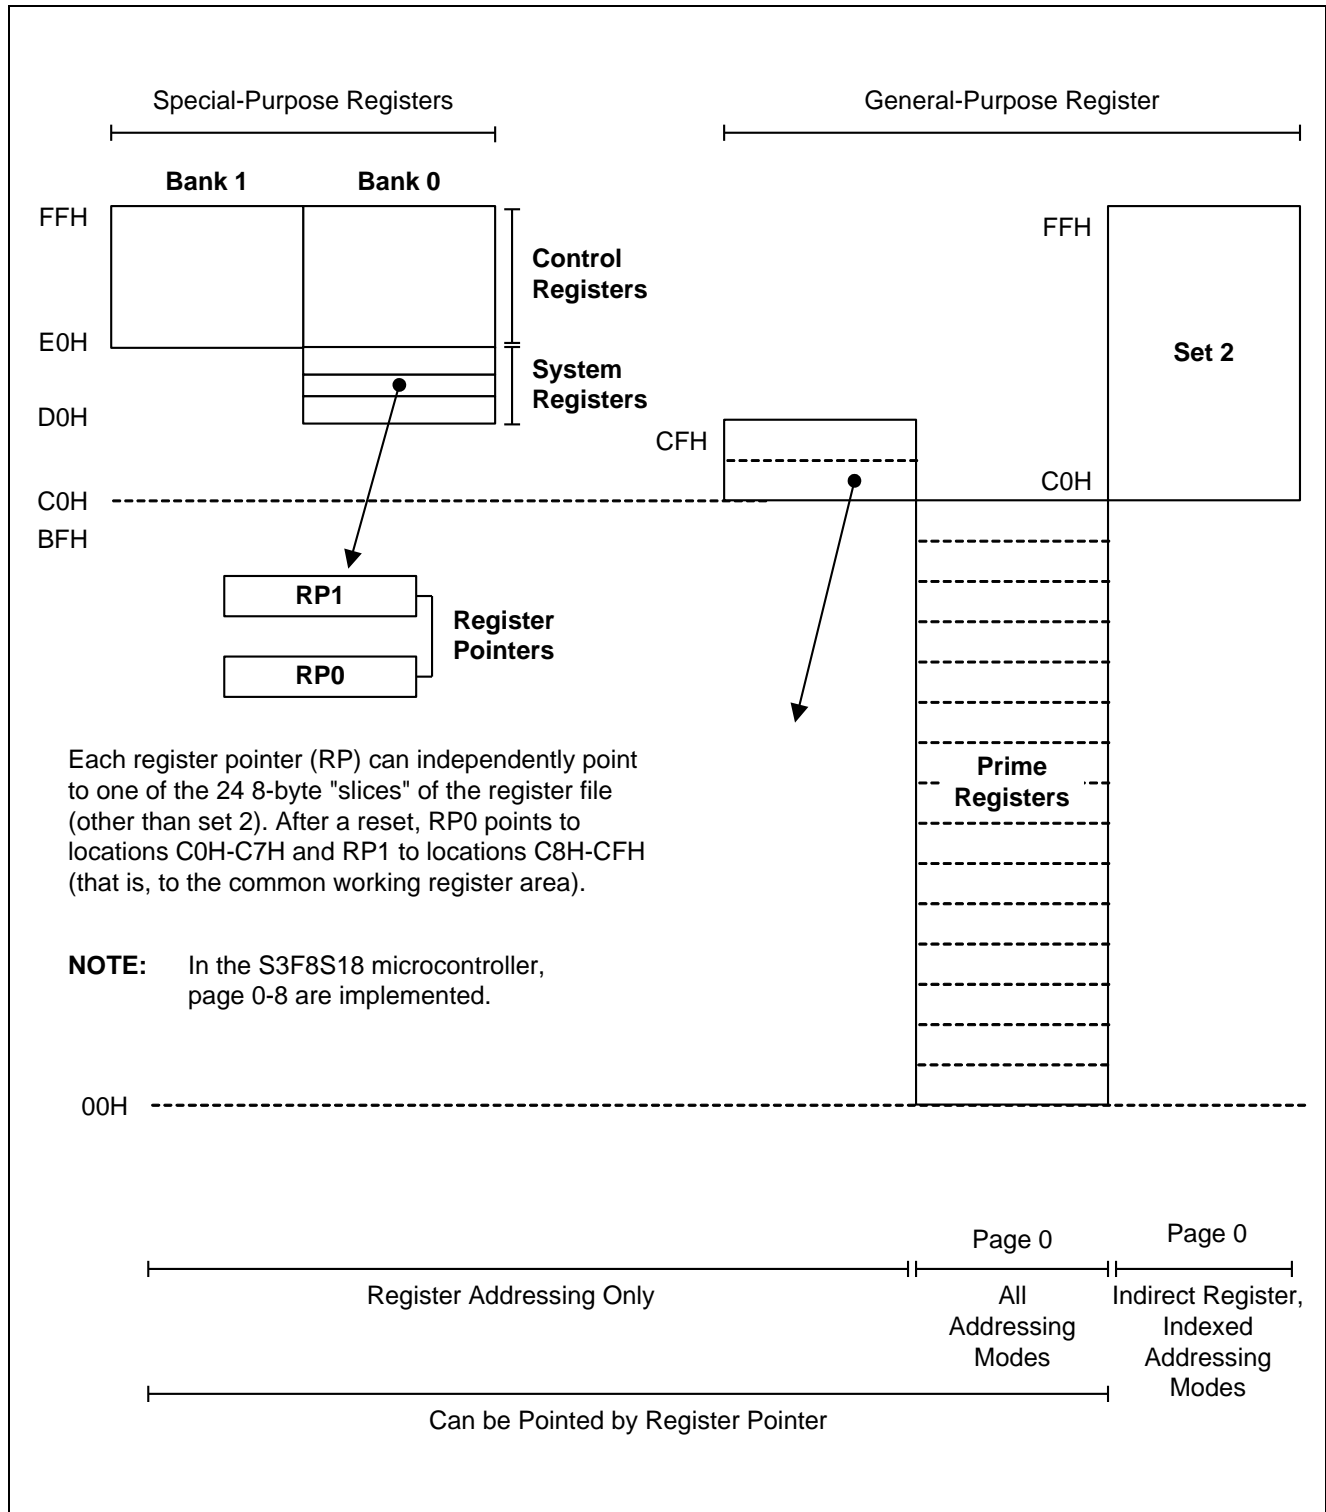 Special-Purpose Registers
General-Purpose Register
Bank 1
Bank 0
FFH
FFH
Control
Registers
E0H
Set 2
System
Registers
D0H
CFH
C0H
C0H
BFH
RP1
Register
Pointers
RP0
Each register pointer (RP) can independently point
to one of the 24 8-byte "slices" of the register file
(other than set 2). After a reset, RP0 points to
locations C0H-C7H and RP1 to locations C8H-CFH
(that is, to the common working register area).
Prime
Registers
NOTE: In the S3F8S18 microcontroller,
page 0-8 are implemented.
00H
Page 0
Page 0
Register Addressing Only
All
Addressing
Modes
Indirect Register,
Indexed
Addressing
Modes
Can be Pointed by Register Pointer